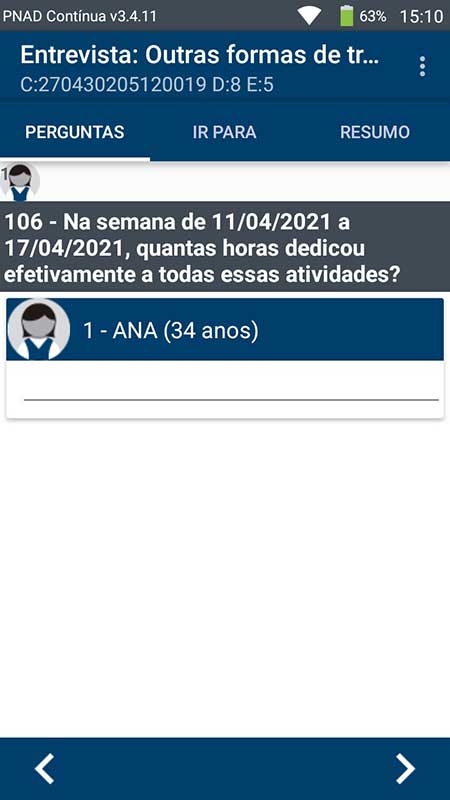 PNAD Contínua v3.4.11 63% 15:10
Entrevista: Outras formas de tr...
C:270430205120019 D:8 E:5
PERGUNTAS IR PARA RESUMO
1
106 - Na semana de 11/04/2021 a
17/04/2021, quantas horas dedicou
efetivamente a todas essas atividades?
1 - ANA (34 anos)